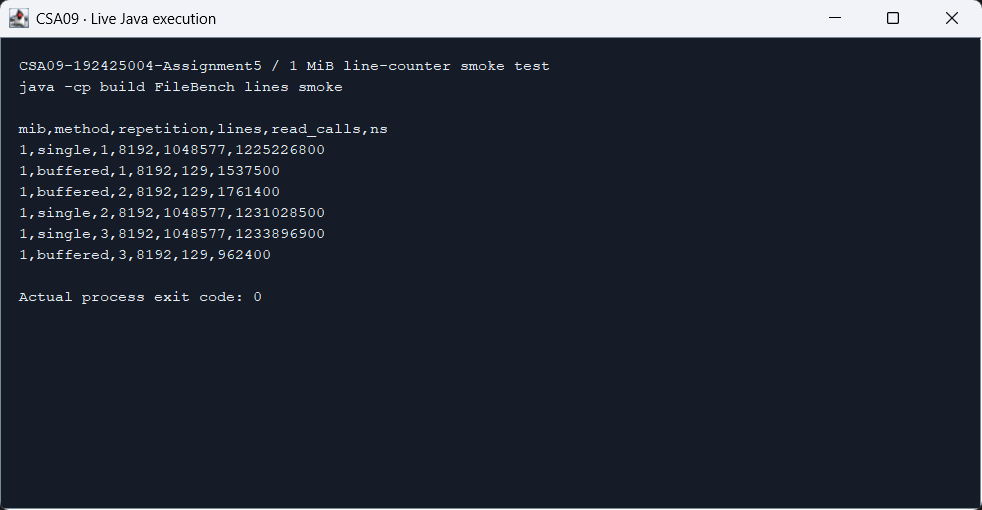 CSA09 · Live Java execution
CSA09-192425004-Assignment5 / 1 MiB line-counter smoke test
java -cp build FileBench lines smoke
mib,method,repetition,lines,read_calls,ns
1,single,1,8192,1048577,1225226800
1,buffered,1,8192,129,1537500
1,buffered,2,8192,129,1761400
1,single,2,8192,1048577,1231028500
1,single,3,8192,1048577,1233896900
1,buffered,3,8192,129,962400
Actual process exit code: 0